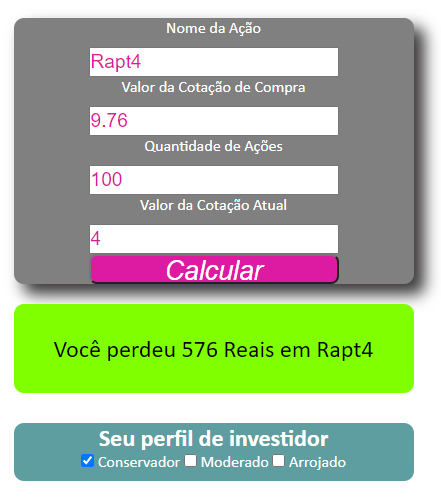 Nome da Ação
Rapt4
Valor da Cotação de Compra
9.76
Quantidade de Ações
100
Valor da Cotação Atual
4
Calcular
Você perdeu 576 Reais em Rapt4
Seu perfil de investidor
Conservador Moderado Arrojado